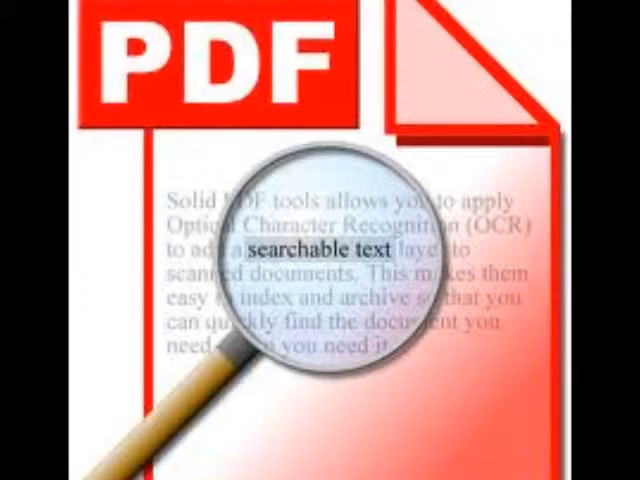 PDF
Solid PDF tools allows you to apply
Optical Character Recognition (OCR)
to add a searchable text layer to
scanned documents. This makes them
easy to index and archive so that you
can quickly find the document you
need when you need it